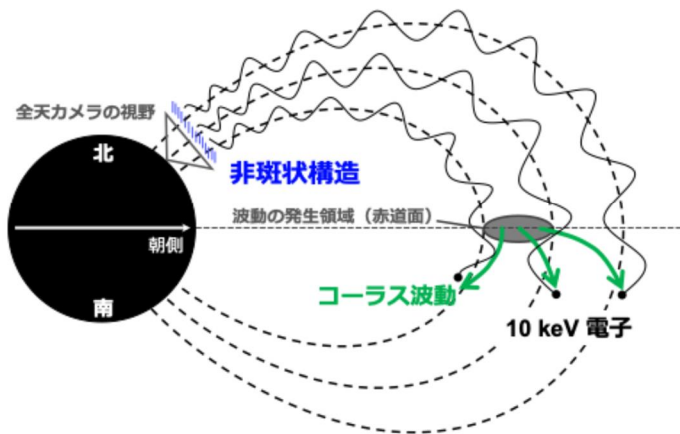 全天カメラの視野
北
非斑状構造
波動の発生領域（赤道面）
朝側
コーラス波動
南
10 keV 電子